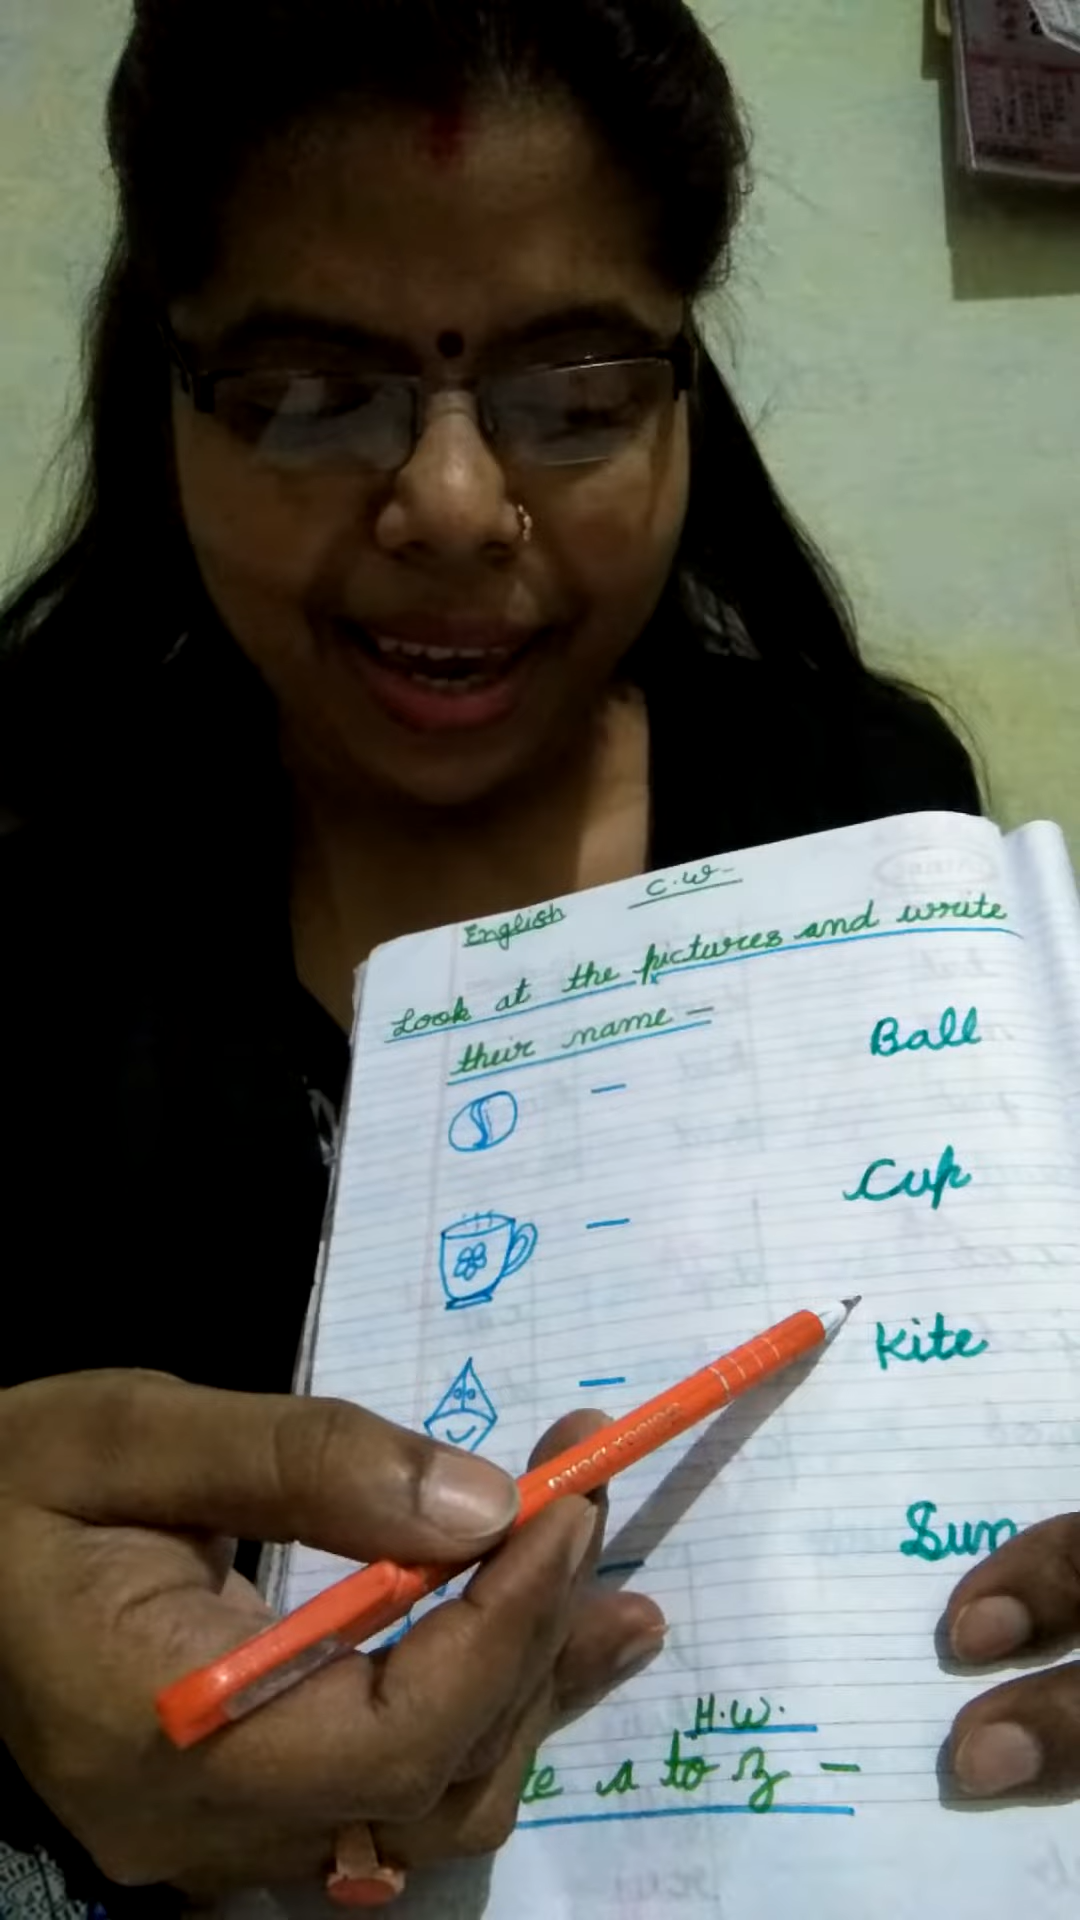 English
C.W-
Look at the pictures and write
their name -
- Ball
- Cup
- Kite
- Sun
H.W.
a to z -